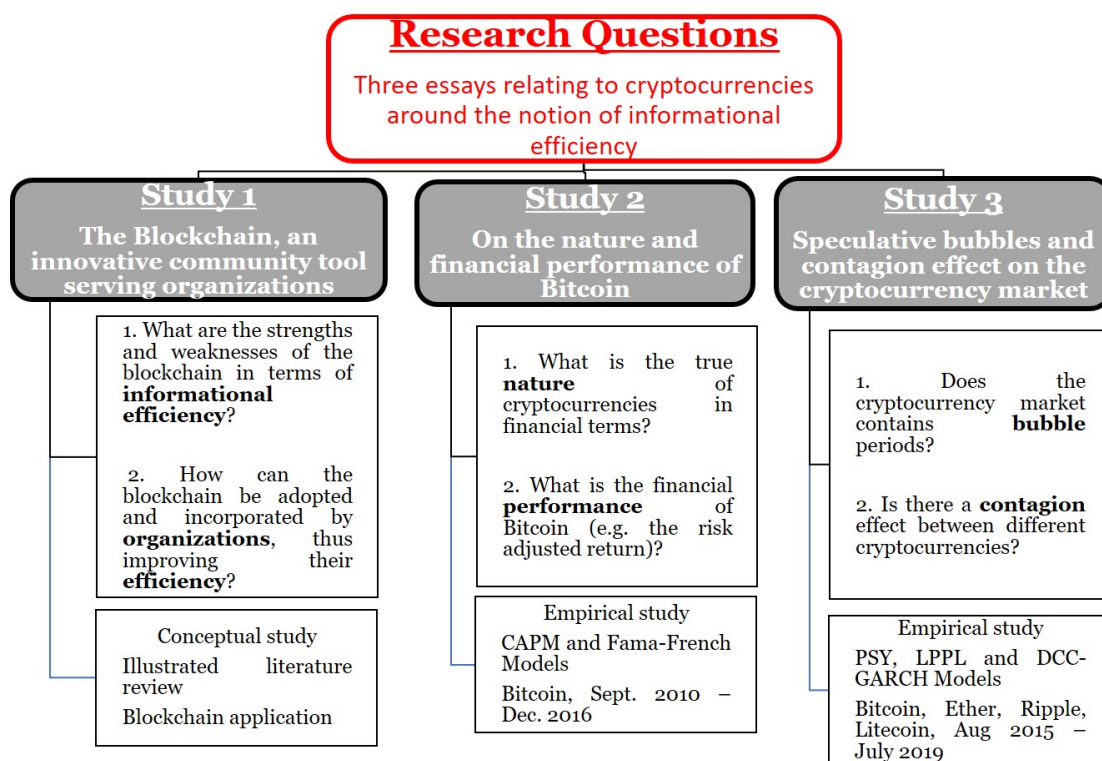 Research Questions
Three essays relating to cryptocurrencies
around the notion of informational
efficiency
Study 1
The Blockchain, an
innovative community tool
serving organizations
1. What are the strengths
and weaknesses of the
blockchain in terms of
informational
efficiency?
2. How can the
blockchain be adopted
and incorporated by
organizations, thus
improving their
efficiency?
Conceptual study
Illustrated literature
review
Blockchain application
Study 2
On the nature and
financial performance of
Bitcoin
1. What is the true
nature of
cryptocurrencies in
financial terms?
2. What is the financial
performance of
Bitcoin (e.g. the risk
adjusted return)?
Empirical study
CAPM and Fama-French
Models
Bitcoin, Sept. 2010 –
Dec. 2016
Study 3
Speculative bubbles and
contagion effect on the
cryptocurrency market
1. Does the
cryptocurrency market
contains bubble
periods?
2. Is there a contagion
effect between different
cryptocurrencies?
Empirical study
PSY, LPPL and DCC-
GARCH Models
Bitcoin, Ether, Ripple,
Litecoin, Aug 2015 –
July 2019